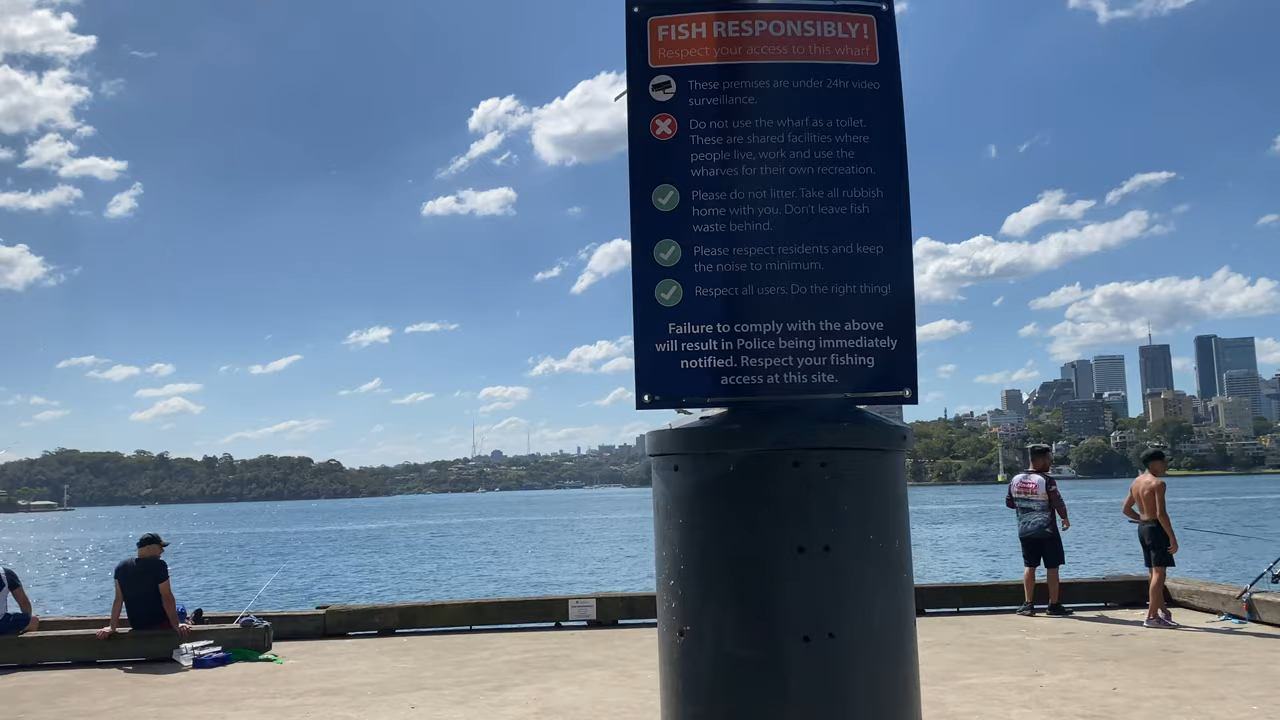 FISH RESPONSIBLY!
Respect your access to this wharf
These premises are under 24hr video
surveillance.
Do not use the wharf as a toilet.
These are shared facilities where
people live, work and use the
wharves for their own recreation.
Please do not litter. Take all rubbish
home with you. Don't leave fish
waste behind.
Please respect residents and keep
the noise to minimum.
Respect all users. Do the right thing!
Failure to comply with the above
will result in Police being immediately
notified. Respect your fishing
access at this site.